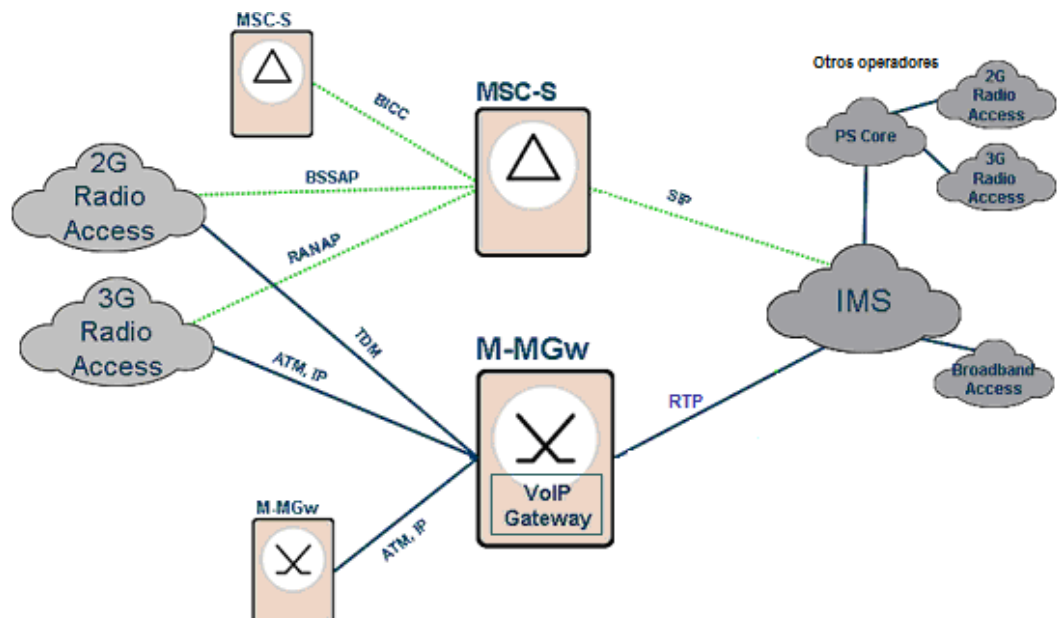 MSC-S
BICC
MSC-S
Otros operadores
2G
Radio
Access
PS Core
3G
Radio
Access
2G
Radio
Access
BSSAP
SIP
RANAP
3G
Radio
Access
IMS
TDM
ATM, IP
M-MGw
Broadband
Access
RTP
VoIP
Gateway
M-MGw
ATM, IP